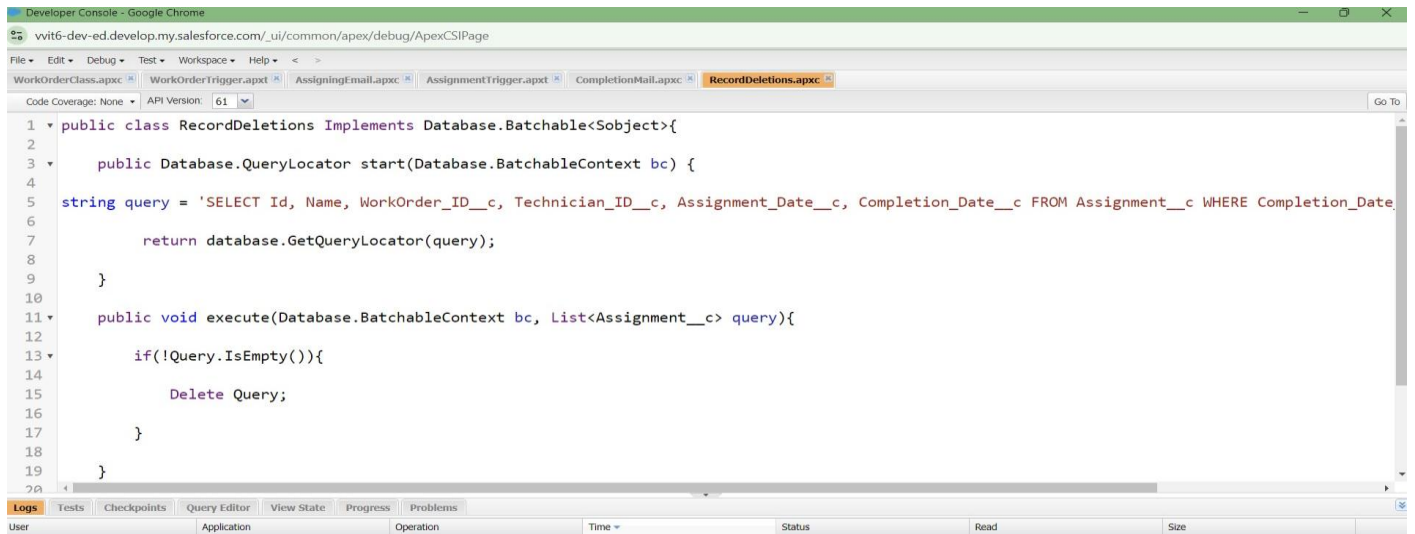 Developer Console - Google Chrome
vvit6-dev-ed.develop.my.salesforce.com/_ui/common/apex/debug/ApexCSIPage
File Edit Debug Test Workspace Help < >
WorkOrderClass.apxc WorkOrderTrigger.apxt AssigningEmail.apxc AssignmentTrigger.apxt CompletionMail.apxc RecordDeletions.apxc
Code Coverage: None API Version: 61 Go To
1 public class RecordDeletions Implements Database.Batchable<Sobject>{
2
3 public Database.QueryLocator start(Database.BatchableContext bc) {
4
5 string query = 'SELECT Id, Name, WorkOrder_ID__c, Technician_ID__c, Assignment_Date__c, Completion_Date__c FROM Assignment__c WHERE Completion_Date_
6
7 return database.GetQueryLocator(query);
8
9 }
10
11 public void execute(Database.BatchableContext bc, List<Assignment__c> query){
12
13 if(!Query.IsEmpty()){
14
15 Delete Query;
16
17 }
18
19 }
20
Logs Tests Checkpoints Query Editor View State Progress Problems
User Application Operation Time Status Read Size